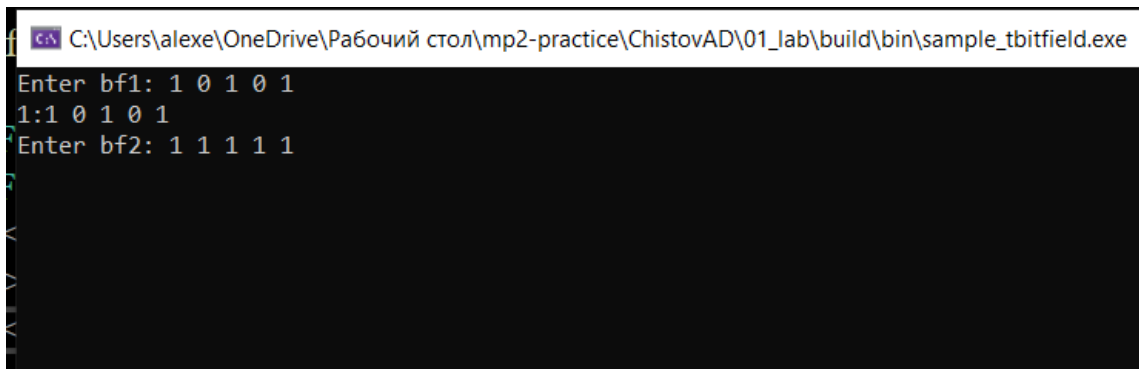 C:\Users\alexe\OneDrive\Рабочий стол\mp2-practice\ChistovAD\01_lab\build\bin\sample_tbitfield.exe
Enter bf1: 1 0 1 0 1
1:1 0 1 0 1
Enter bf2: 1 1 1 1 1